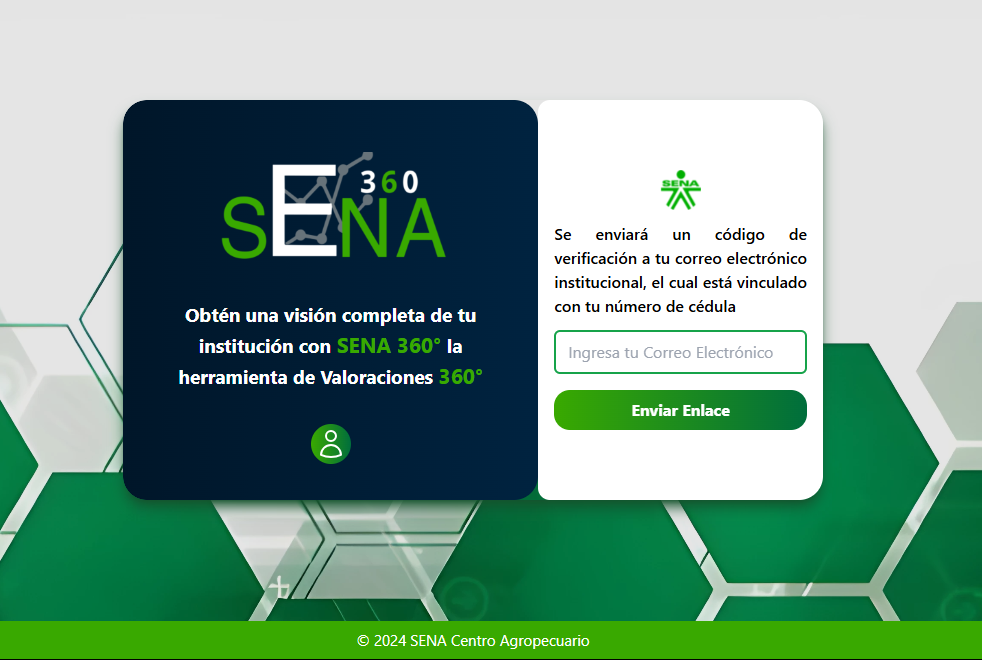 360
SENA
Obtén una visión completa de tu
institución con SENA 360° la
herramienta de Valoraciones 360°
SENA
Se enviará un código de
verificación a tu correo electrónico
institucional, el cual está vinculado
con tu número de cédula
Ingresa tu Correo Electrónico
Enviar Enlace
© 2024 SENA Centro Agropecuario